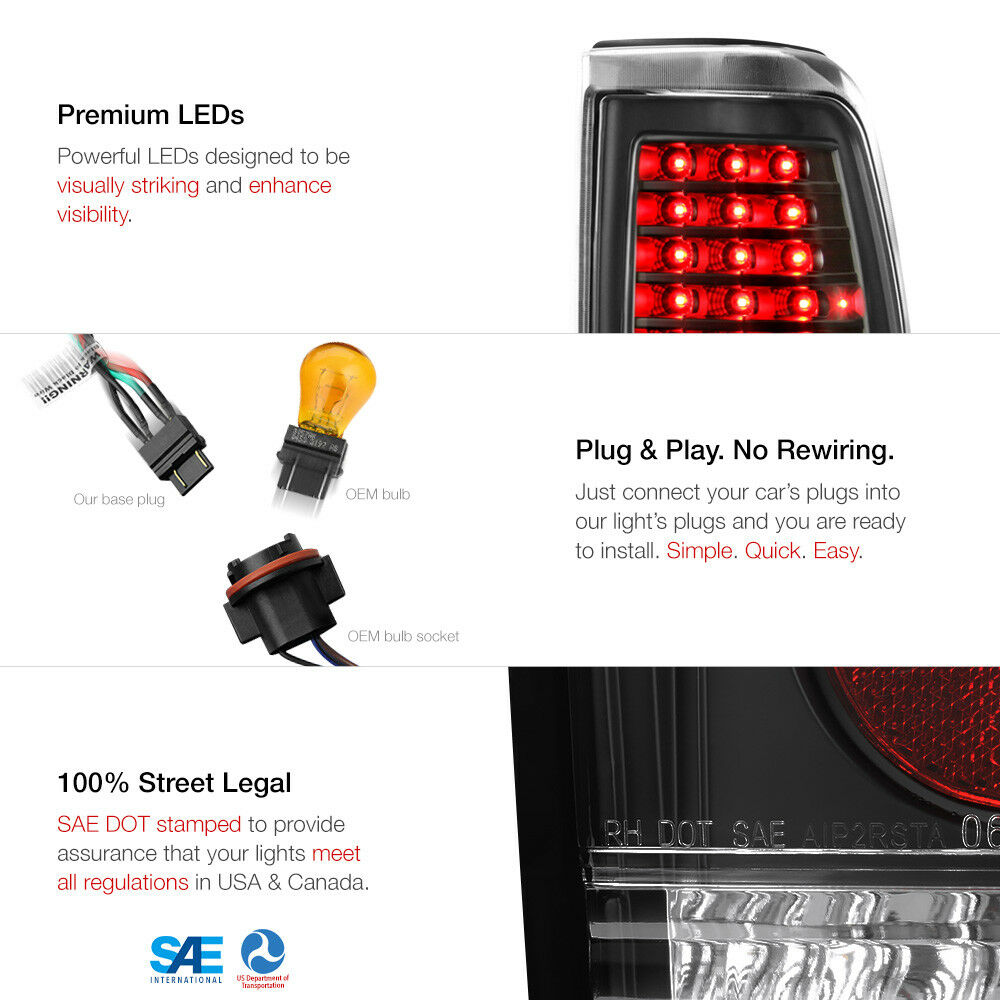 Premium LEDs
Powerful LEDs designed to be
visually striking and enhance
visibility.
WARNING!!
Our base plug
OEM bulb
Plug & Play. No Rewiring.
Just connect your car's plugs into
our light's plugs and you are ready
to install. Simple. Quick. Easy.
OEM bulb socket
100% Street Legal
SAE DOT stamped to provide
assurance that your lights meet
all regulations in USA & Canada.
RH DOT SAE AIP2RSTA 06
SAE
INTERNATIONAL
US Department of
Transportation